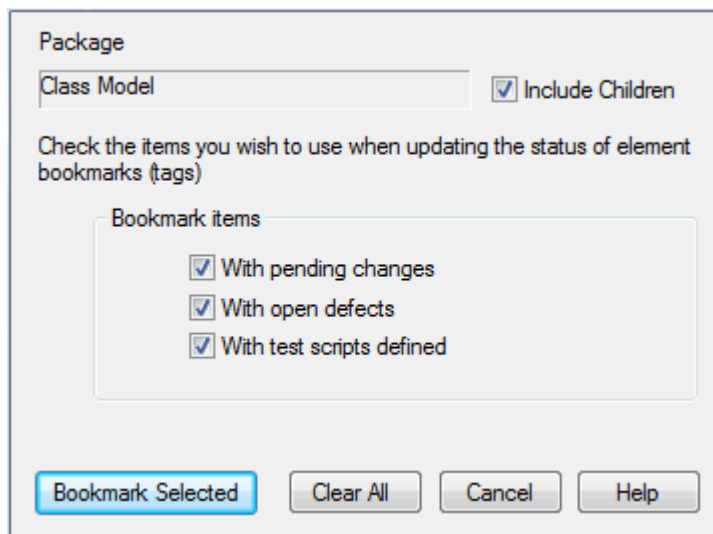 Package
Class Model
Include Children
Check the items you wish to use when updating the status of element
bookmarks (tags)
Bookmark items
With pending changes
With open defects
With test scripts defined
Bookmark Selected
Clear All
Cancel
Help